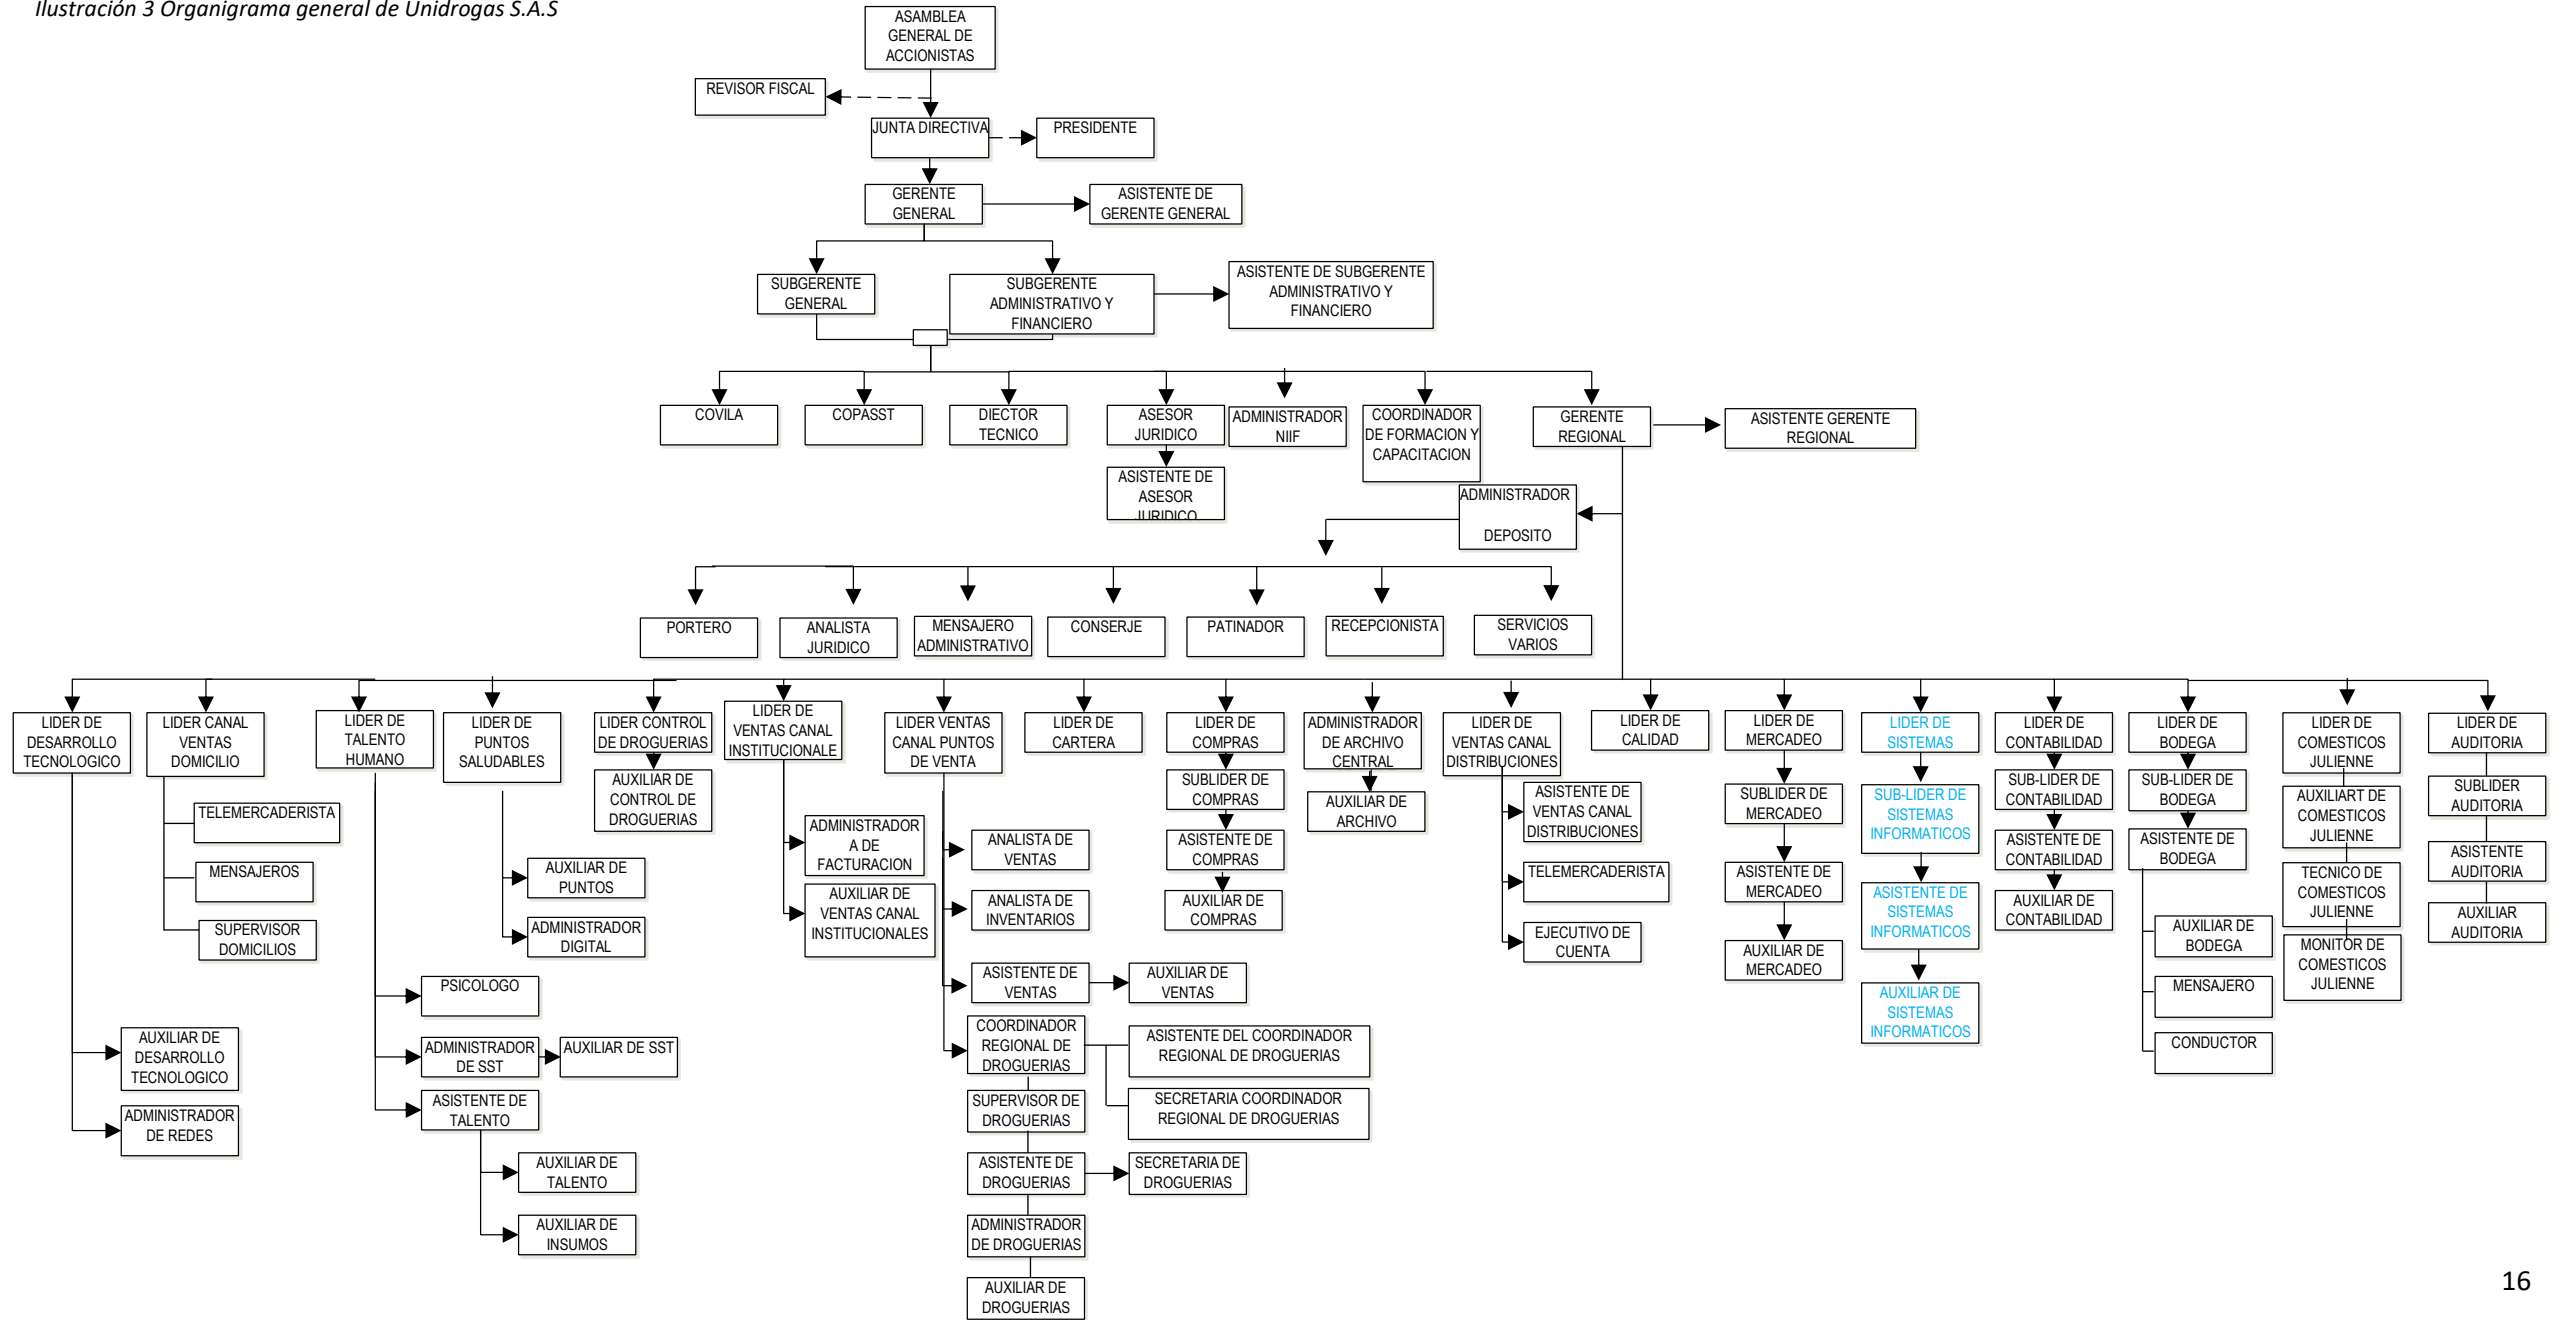 Ilustración 3 Organigrama general de Unidrogas S.A.S
ASAMBLEA
GENERAL DE
ACCIONISTAS
REVISOR FISCAL
JUNTA DIRECTIVA
PRESIDENTE
GERENTE
GENERAL
ASISTENTE DE
GERENTE GENERAL
SUBGERENTE
GENERAL
SUBGERENTE
ADMINISTRATIVO Y
FINANCIERO
ASISTENTE DE SUBGERENTE
ADMINISTRATIVO Y
FINANCIERO
COVILA
COPASST
DIECTOR
TECNICO
ASESOR
JURIDICO
ADMINISTRADOR
NIIF
COORDINADOR
DE FORMACION Y
CAPACITACION
GERENTE
REGIONAL
ASISTENTE GERENTE
REGIONAL
ASISTENTE DE
ASESOR
JURIDICO
ADMINISTRADOR
DEPOSITO
PORTERO
ANALISTA
JURIDICO
MENSAJERO
ADMINISTRATIVO
CONSERJE
PATINADOR
RECEPCIONISTA
SERVICIOS
VARIOS
LIDER DE
DESARROLLO
TECNOLOGICO
AUXILIAR DE
DESARROLLO
TECNOLOGICO
ADMINISTRADOR
DE REDES
LIDER CANAL
VENTAS
DOMICILIO
TELEMERCADERISTA
MENSAJEROS
SUPERVISOR
DOMICILIOS
LIDER DE
TALENTO
HUMANO
PSICOLOGO
ADMINISTRADOR
DE SST
AUXILIAR DE SST
ASISTENTE DE
TALENTO
AUXILIAR DE
TALENTO
AUXILIAR DE
INSUMOS
LIDER DE
PUNTOS
SALUDABLES
AUXILIAR DE
PUNTOS
ADMINISTRADOR
DIGITAL
LIDER CONTROL
DE DROGUERIAS
AUXILIAR DE
CONTROL DE
DROGUERIAS
LIDER DE
VENTAS CANAL
INSTITUCIONALE
ADMINISTRADOR
A DE
FACTURACION
AUXILIAR DE
VENTAS CANAL
INSTITUCIONALES
LIDER VENTAS
CANAL PUNTOS
DE VENTA
ANALISTA DE
VENTAS
ANALISTA DE
INVENTARIOS
ASISTENTE DE
VENTAS
AUXILIAR DE
VENTAS
COORDINADOR
REGIONAL DE
DROGUERIAS
ASISTENTE DEL COORDINADOR
REGIONAL DE DROGUERIAS
SECRETARIA COORDINADOR
REGIONAL DE DROGUERIAS
SUPERVISOR DE
DROGUERIAS
ASISTENTE DE
DROGUERIAS
SECRETARIA DE
DROGUERIAS
ADMINISTRADOR
DE DROGUERIAS
AUXILIAR DE
DROGUERIAS
LIDER DE
CARTERA
LIDER DE
COMPRAS
SUBLIDER DE
COMPRAS
ASISTENTE DE
COMPRAS
AUXILIAR DE
COMPRAS
ADMINISTRADOR
DE ARCHIVO
CENTRAL
AUXILIAR DE
ARCHIVO
LIDER DE
VENTAS CANAL
DISTRIBUCIONES
ASISTENTE DE
VENTAS CANAL
DISTRIBUCIONES
TELEMERCADERISTA
EJECUTIVO DE
CUENTA
LIDER DE
CALIDAD
LIDER DE
MERCADEO
SUBLIDER DE
MERCADEO
ASISTENTE DE
MERCADEO
AUXILIAR DE
MERCADEO
LIDER DE
SISTEMAS
SUB-LIDER DE
SISTEMAS
INFORMATICOS
ASISTENTE DE
SISTEMAS
INFORMATICOS
AUXILIAR DE
SISTEMAS
INFORMATICOS
LIDER DE
CONTABILIDAD
SUB-LIDER DE
CONTABILIDAD
ASISTENTE DE
CONTABILIDAD
AUXILIAR DE
CONTABILIDAD
LIDER DE
BODEGA
SUB-LIDER DE
BODEGA
ASISTENTE DE
BODEGA
AUXILIAR DE
BODEGA
MENSAJERO
CONDUCTOR
LIDER DE
COMESTICOS
JULIENNE
AUXILIART DE
COMESTICOS
JULIENNE
TECNICO DE
COMESTICOS
JULIENNE
MONITOR DE
COMESTICOS
JULIENNE
LIDER DE
AUDITORIA
SUBLIDER
AUDITORIA
ASISTENTE
AUDITORIA
AUXILIAR
AUDITORIA
16